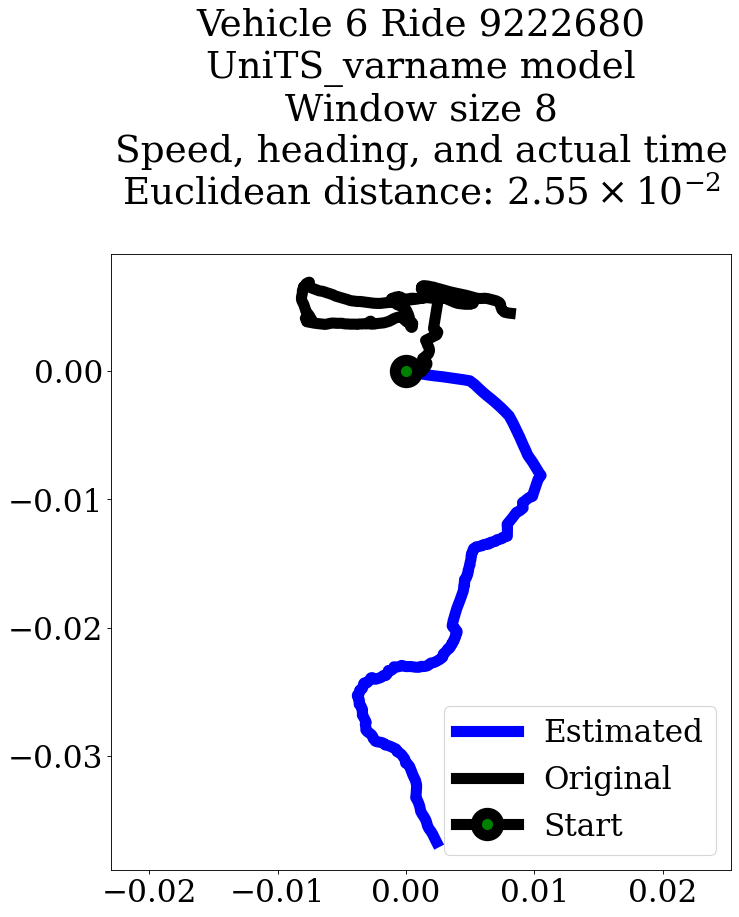 Vehicle 6 Ride 9222680
UniTS_varname model
Window size 8
Speed, heading, and actual time
Euclidean distance: 2.55 × 10⁻²
0.00
−0.01
−0.02
−0.03
Estimated
Original
Start
−0.02 −0.01 0.00 0.01 0.02